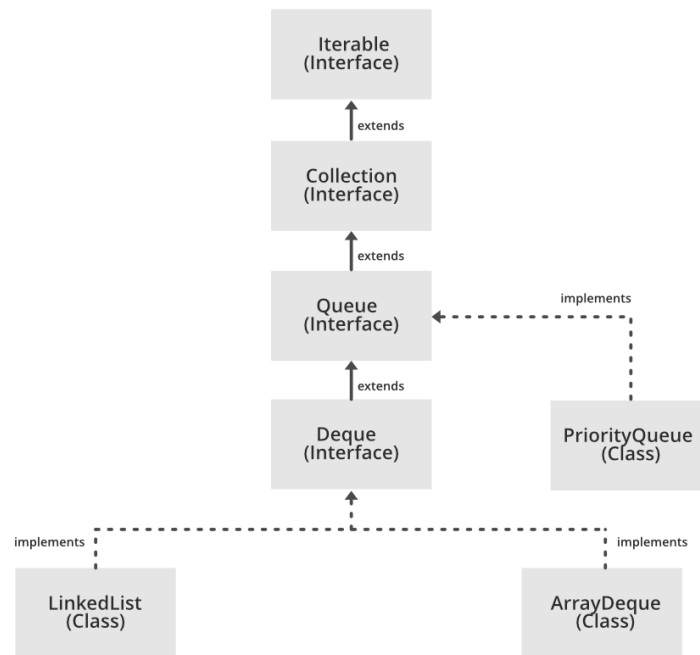 Iterable
(Interface)
extends
Collection
(Interface)
extends
Queue
(Interface)
implements
extends
Deque
(Interface)
PriorityQueue
(Class)
implements
implements
LinkedList
(Class)
ArrayDeque
(Class)